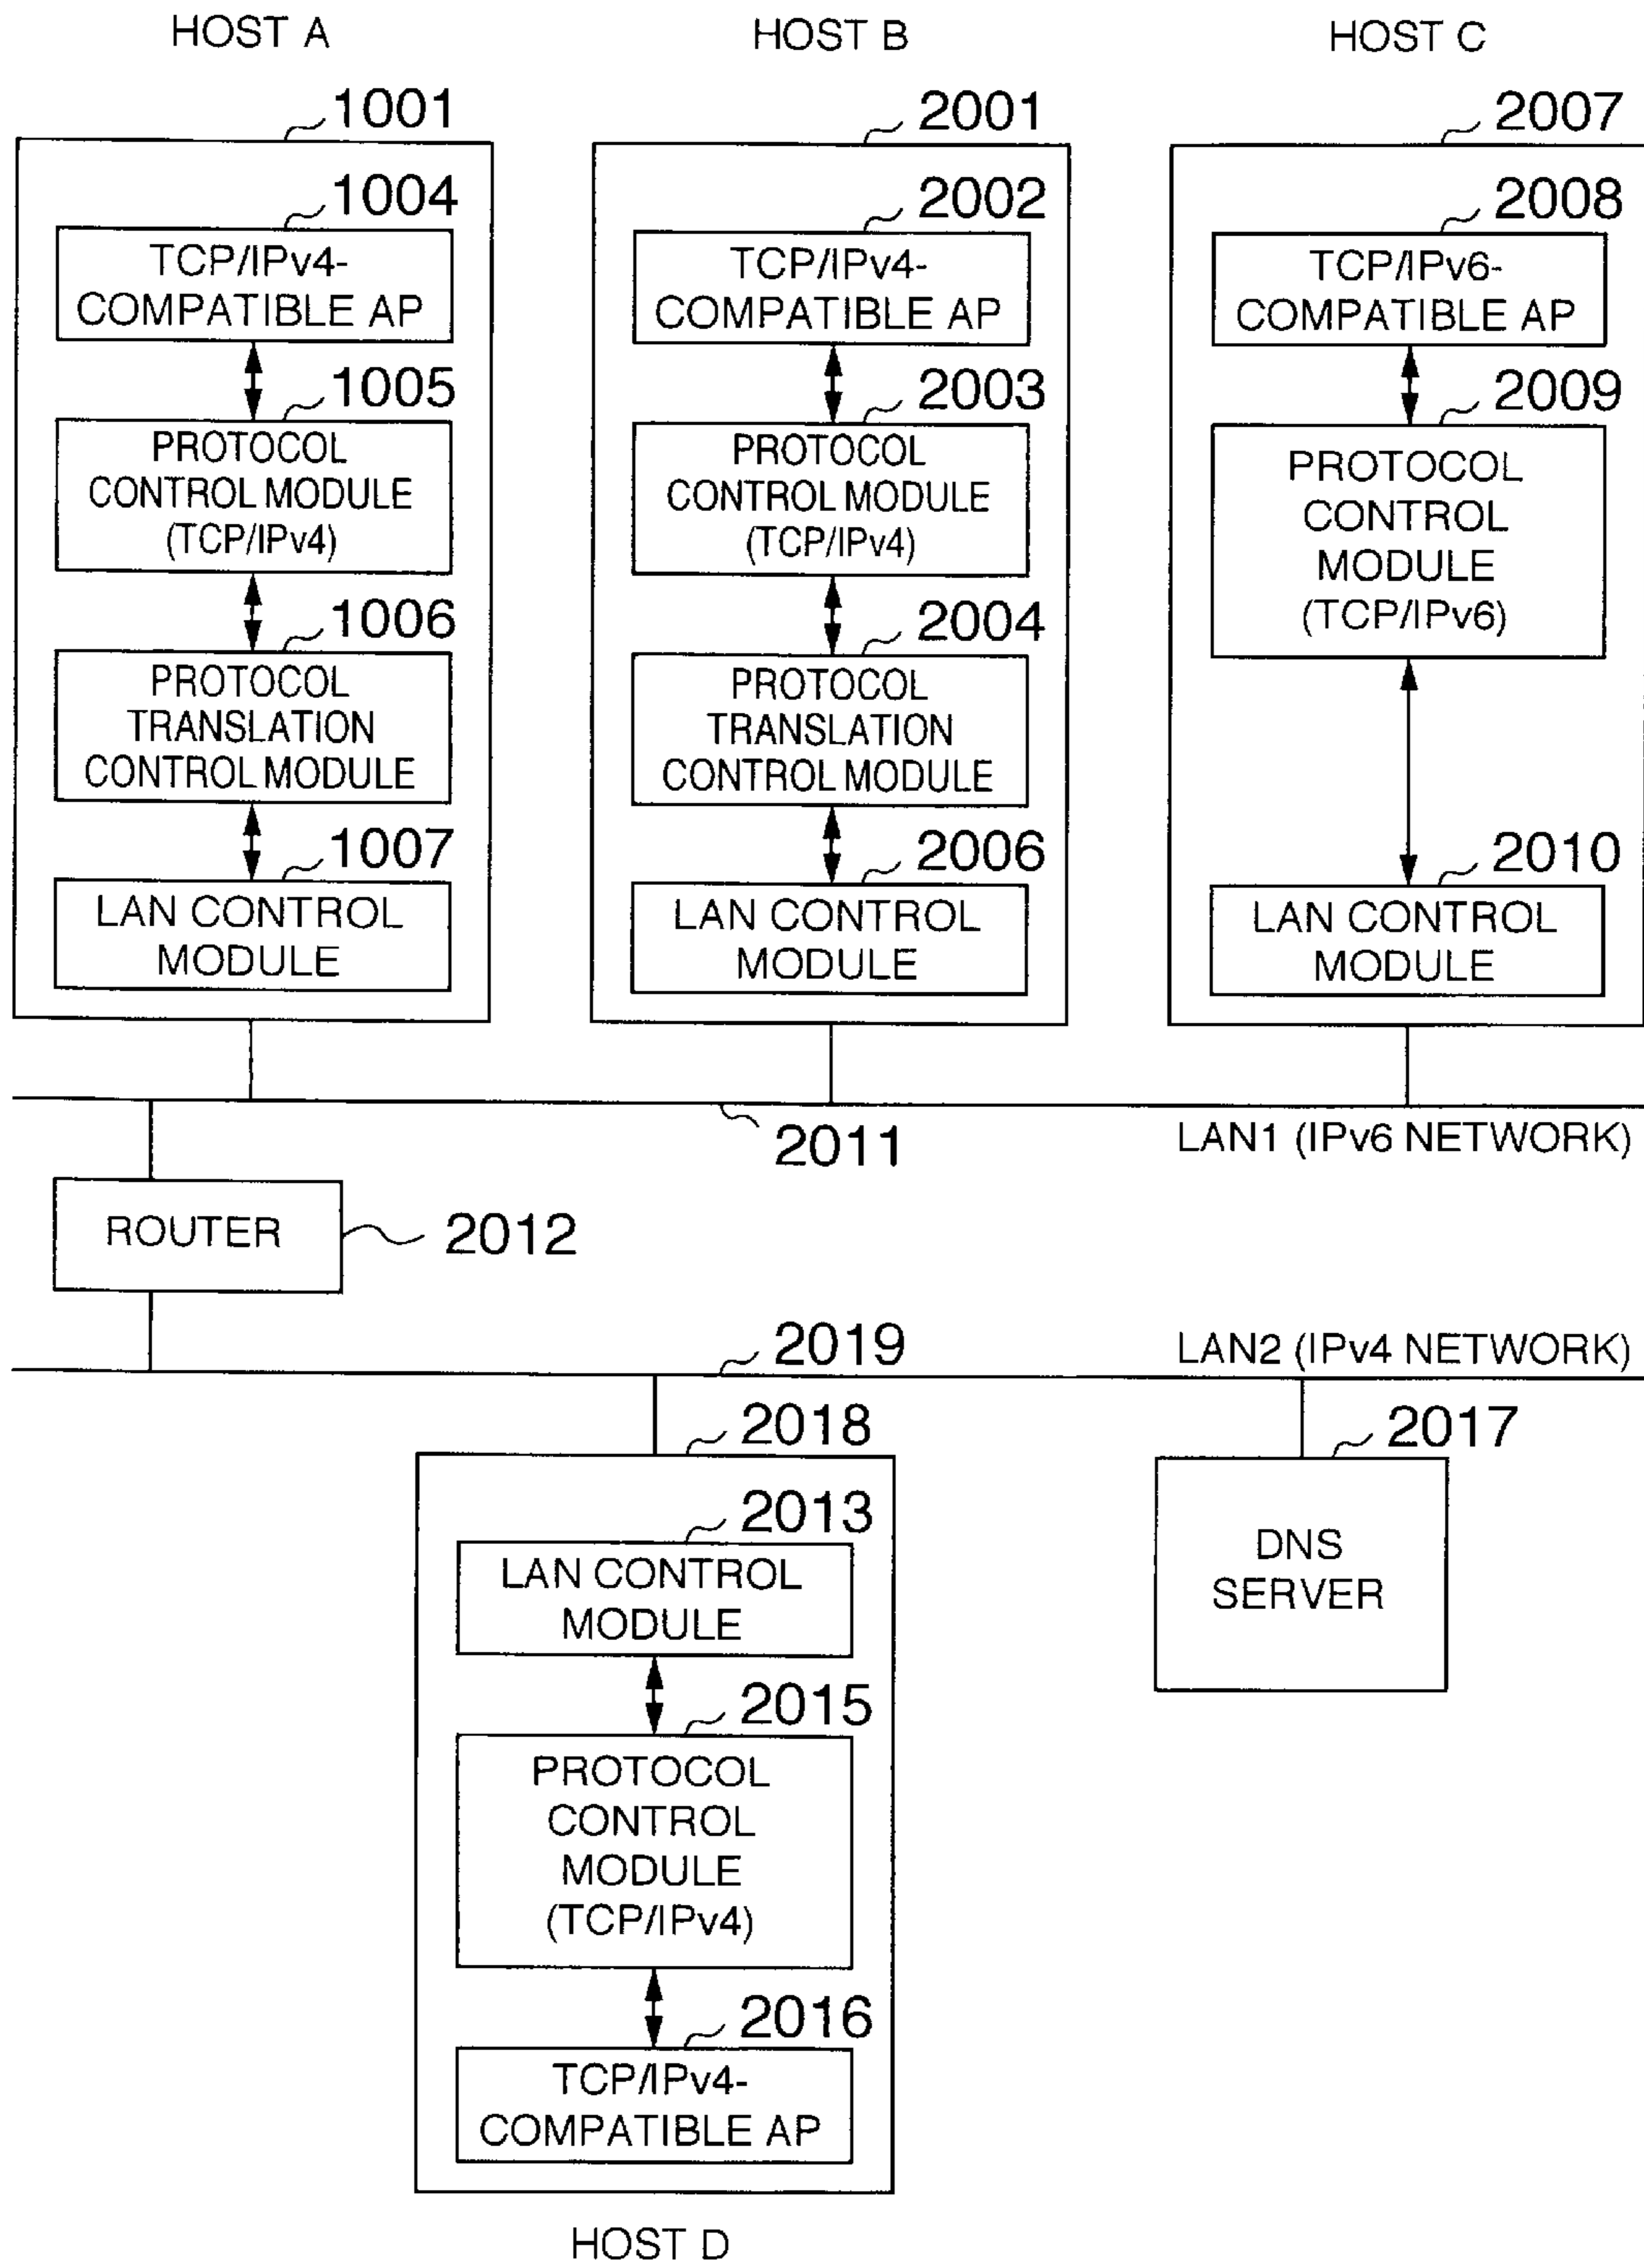 HOST A
HOST B
HOST C
1001
2001
2007
1004
TCP/IPv4-
COMPATIBLE AP
1005
PROTOCOL
CONTROL MODULE
(TCP/IPv4)
1006
PROTOCOL
TRANSLATION
CONTROL MODULE
1007
LAN CONTROL
MODULE
2002
TCP/IPv4-
COMPATIBLE AP
2003
PROTOCOL
CONTROL MODULE
(TCP/IPv4)
2004
PROTOCOL
TRANSLATION
CONTROL MODULE
2006
LAN CONTROL
MODULE
2008
TCP/IPv6-
COMPATIBLE AP
2009
PROTOCOL
CONTROL
MODULE
(TCP/IPv6)
2010
LAN CONTROL
MODULE
2011
LAN1 (IPv6 NETWORK)
ROUTER
2012
2019
LAN2 (IPv4 NETWORK)
2018
2013
LAN CONTROL
MODULE
2015
PROTOCOL
CONTROL
MODULE
(TCP/IPv4)
2016
TCP/IPv4-
COMPATIBLE AP
HOST D
2017
DNS
SERVER